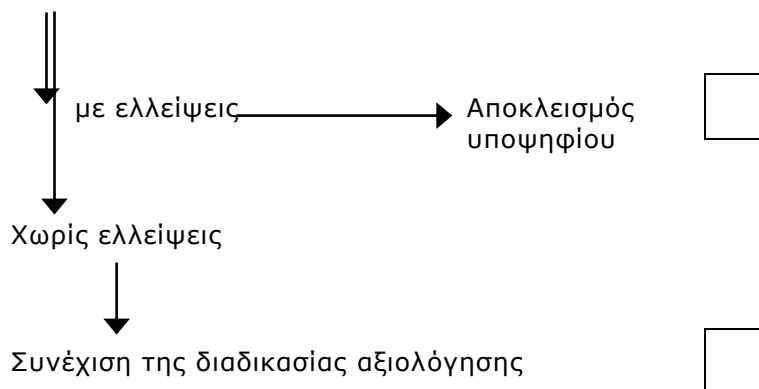 με ελλείψεις
Αποκλεισμός
υποψηφίου
Χωρίς ελλείψεις
Συνέχιση της διαδικασίας αξιολόγησης